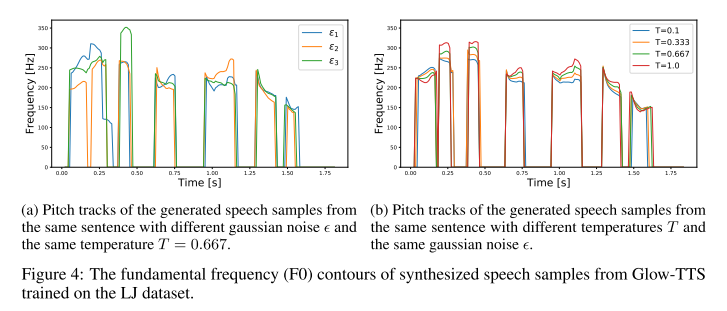 350
300
250
200
150
100
50
0
Frequency [Hz]
ε1
ε2
ε3
0.00 0.25 0.50 0.75 1.00 1.25 1.50 1.75
Time [s]
350
300
250
200
150
100
50
0
Frequency [Hz]
T=0.1
T=0.333
T=0.667
T=1.0
0.00 0.25 0.50 0.75 1.00 1.25 1.50 1.75
Time [s]
(a) Pitch tracks of the generated speech samples from
the same sentence with different gaussian noise ϵ and
the same temperature T = 0.667.
(b) Pitch tracks of the generated speech samples from
the same sentence with different temperatures T and
the same gaussian noise ϵ.
Figure 4: The fundamental frequency (F0) contours of synthesized speech samples from Glow-TTS
trained on the LJ dataset.